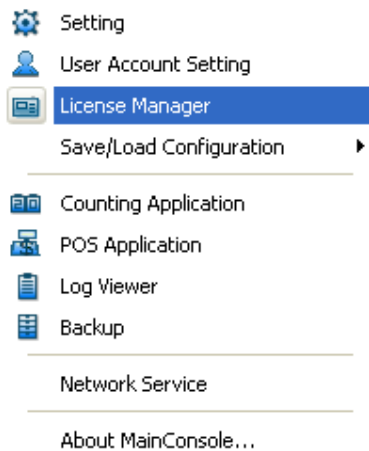 Setting
User Account Setting
License Manager
Save/Load Configuration
Counting Application
POS Application
Log Viewer
Backup
Network Service
About MainConsole...